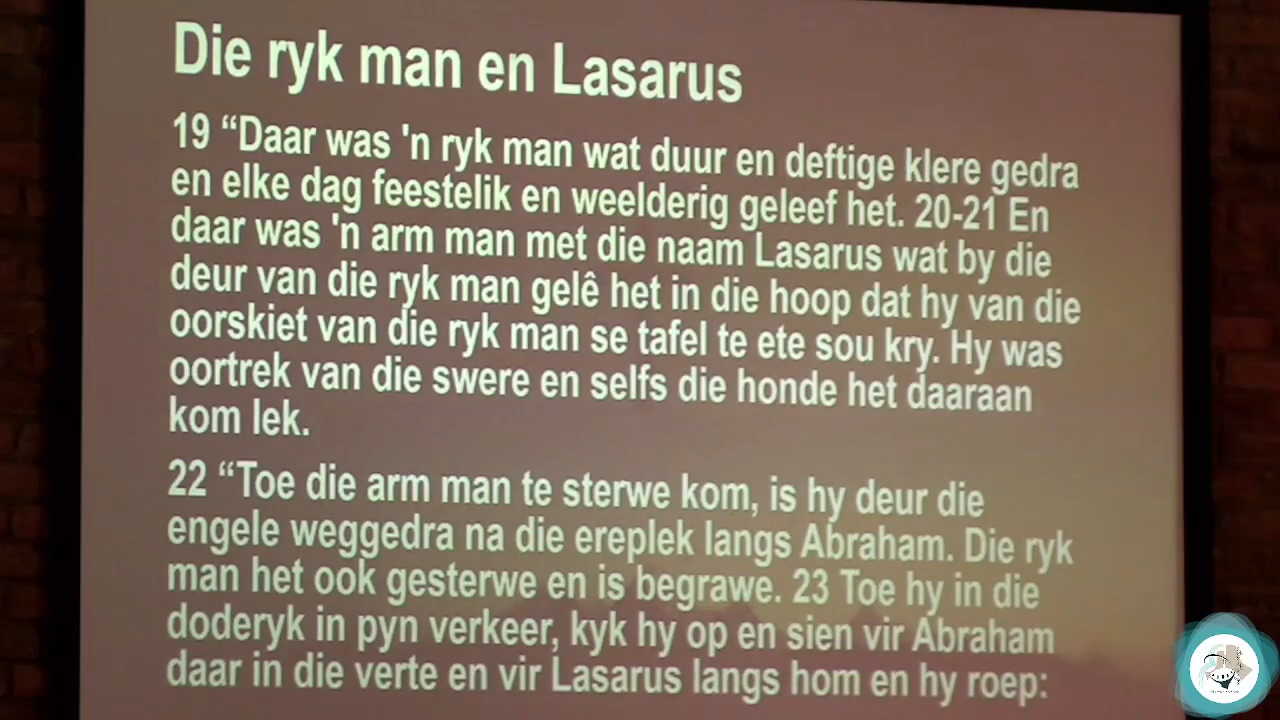 Die ryk man en Lasarus
19 “Daar was 'n ryk man wat duur en deftige klere gedra
en elke dag feestelik en weelderig geleef het. 20-21 En
daar was 'n arm man met die naam Lasarus wat by die
deur van die ryk man gelê het in die hoop dat hy van die
oorskiet van die ryk man se tafel te ete sou kry. Hy was
oortrek van die swere en selfs die honde het daaraan
kom lek.
22 “Toe die arm man te sterwe kom, is hy deur die
engele weggedra na die ereplek langs Abraham. Die ryk
man het ook gesterwe en is begrawe. 23 Toe hy in die
doderyk in pyn verkeer, kyk hy op en sien vir Abraham
daar in die verte en vir Lasarus langs hom en hy roep: